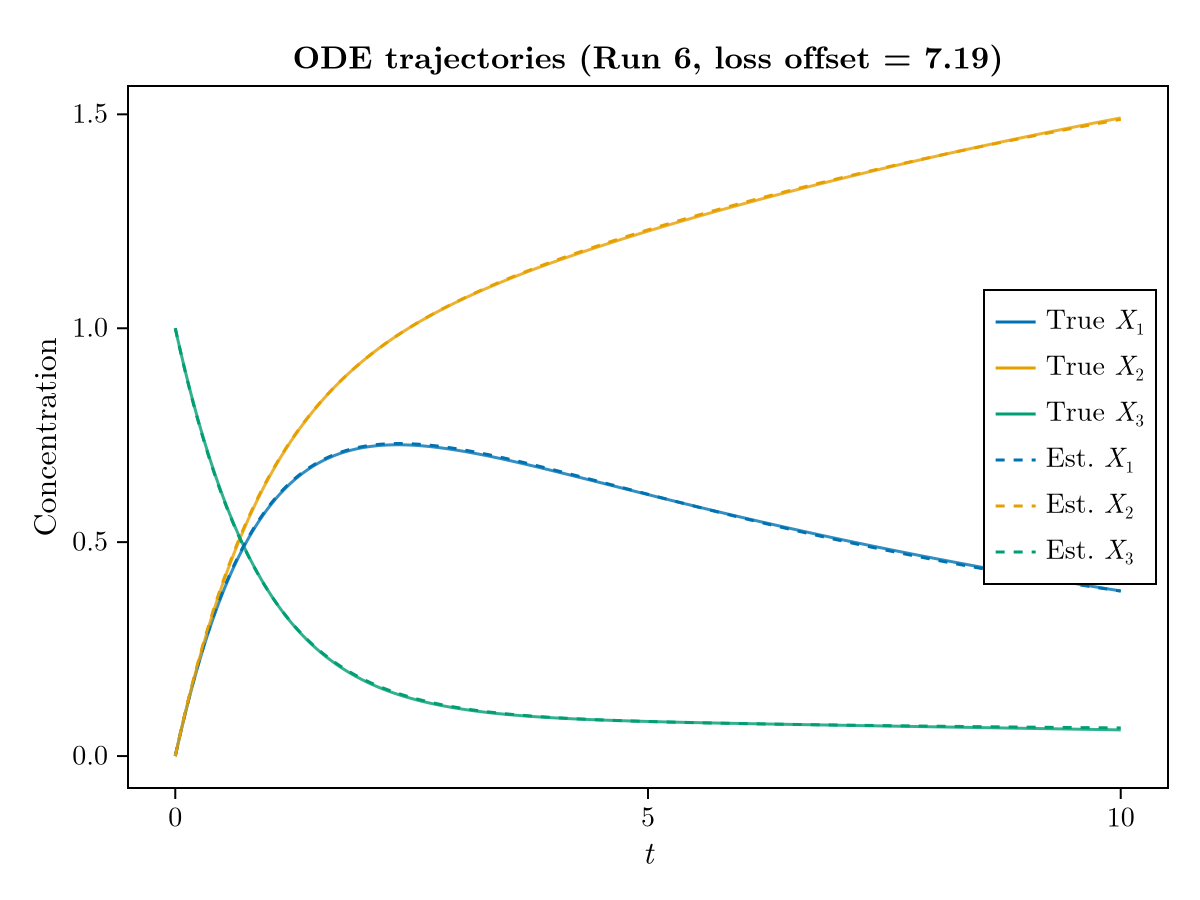 ODE trajectories (Run 6, loss offset = 7.19)
Concentration
1.5
1.0
0.5
0.0
True X₁
True X₂
True X₃
Est. X₁
Est. X₂
Est. X₃
0 5 10
t